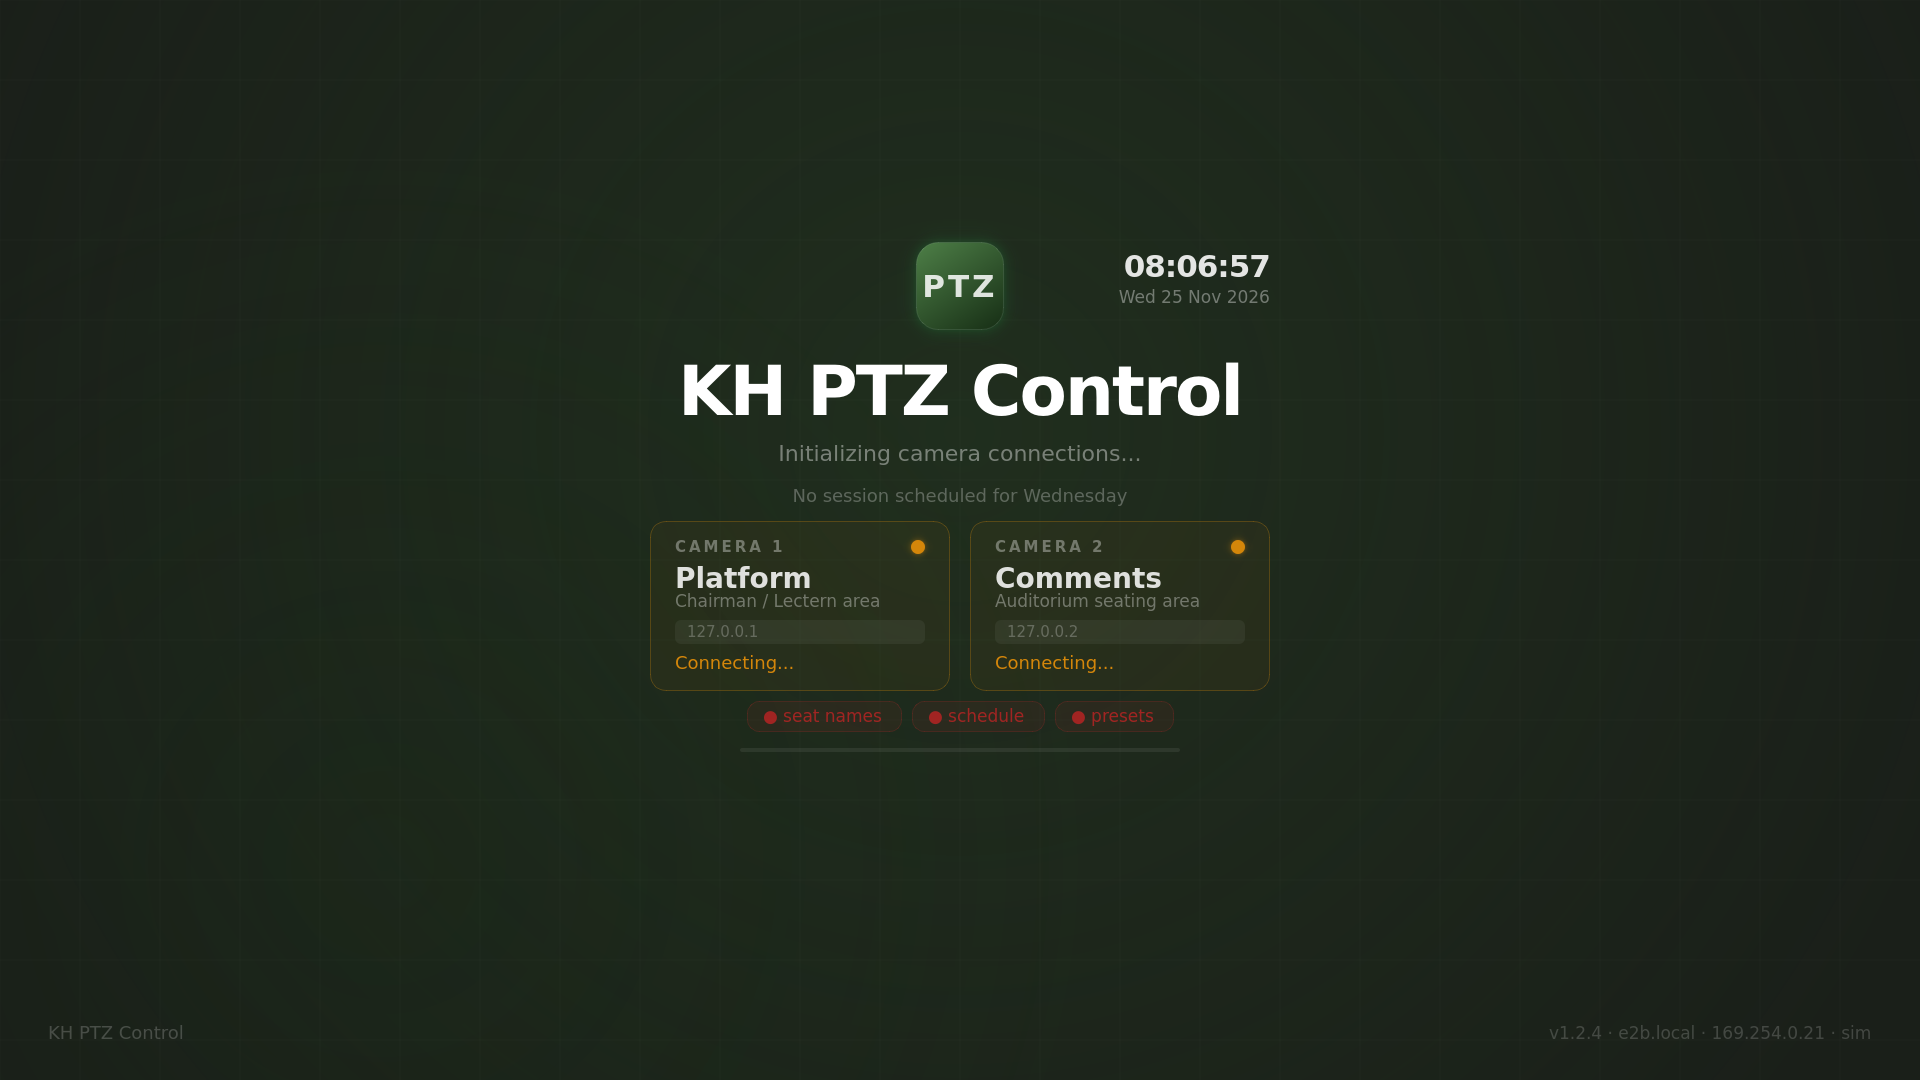 PTZ
08:06:57
Wed 25 Nov 2026
KH PTZ Control
Initializing camera connections...
No session scheduled for Wednesday
CAMERA 1
Platform
Chairman / Lectern area
127.0.0.1
Connecting...
CAMERA 2
Comments
Auditorium seating area
127.0.0.2
Connecting...
seat names
schedule
presets
KH PTZ Control
v1.2.4 · e2b.local · 169.254.0.21 · sim